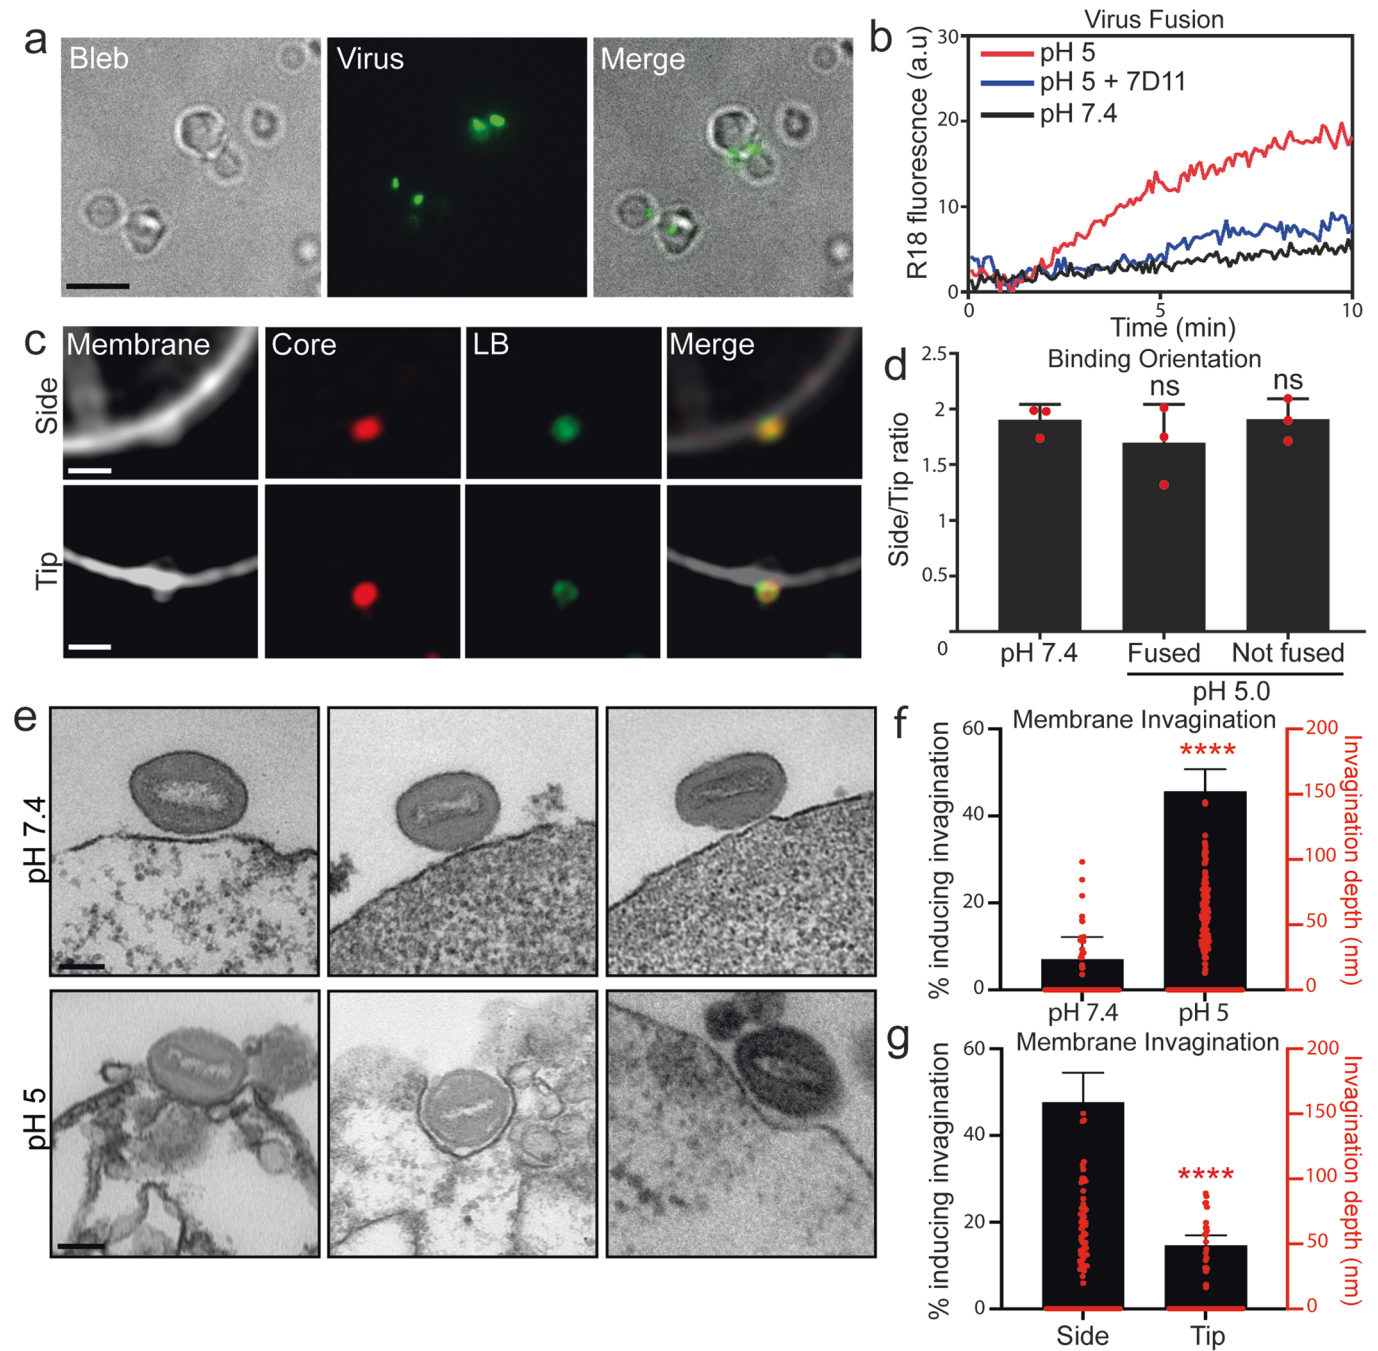 a
Bleb
Virus
Merge
b
Virus Fusion
R18 fluorescnce (a.u)
30
20
10
0
pH 5
pH 5 + 7D11
pH 7.4
0
5
10
Time (min)
c
Membrane
Core
LB
Merge
Side
Tip
d
Binding Orientation
Side/Tip ratio
2.5
2
1.5
1
0.5
0
ns
ns
pH 7.4
Fused
Not fused
pH 5.0
e
pH 7.4
pH 5
f
Membrane Invagination
% inducing invagination
60
40
20
0
****
200
150
100
50
0
Invagination depth (nm)
pH 7.4
pH 5
g
Membrane Invagination
% inducing invagination
60
40
20
0
****
200
150
100
50
0
Invagination depth (nm)
Side
Tip